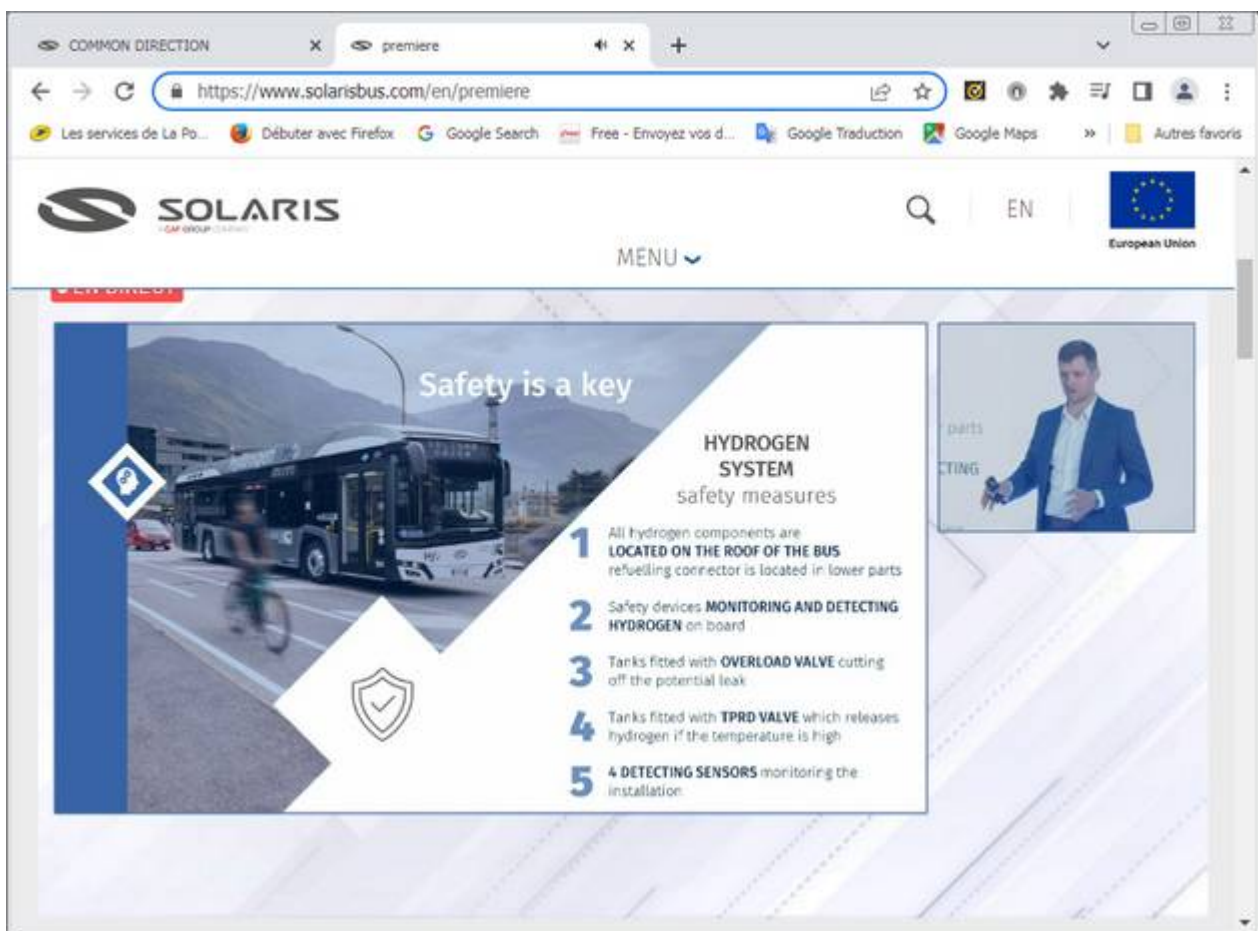 COMMON DIRECTION
premiere
https://www.solarisbus.com/en/premiere
Les services de La Po...
Débuter avec Firefox
Google Search
Free - Envoyez vos d...
Google Traduction
Google Maps
»
Autres favoris
SOLARIS
A CAF GROUP COMPANY
EN
European Union
MENU
EN DIRECT
Safety is a key
HYDROGEN
SYSTEM
safety measures
1
All hydrogen components are
LOCATED ON THE ROOF OF THE BUS
refuelling connector is located in lower parts
2
Safety devices MONITORING AND DETECTING
HYDROGEN on board
3
Tanks fitted with OVERLOAD VALVE cutting
off the potential leak
4
Tanks fitted with TPRD VALVE which releases
hydrogen if the temperature is high
5
4 DETECTING SENSORS monitoring the
installation
parts
CTING